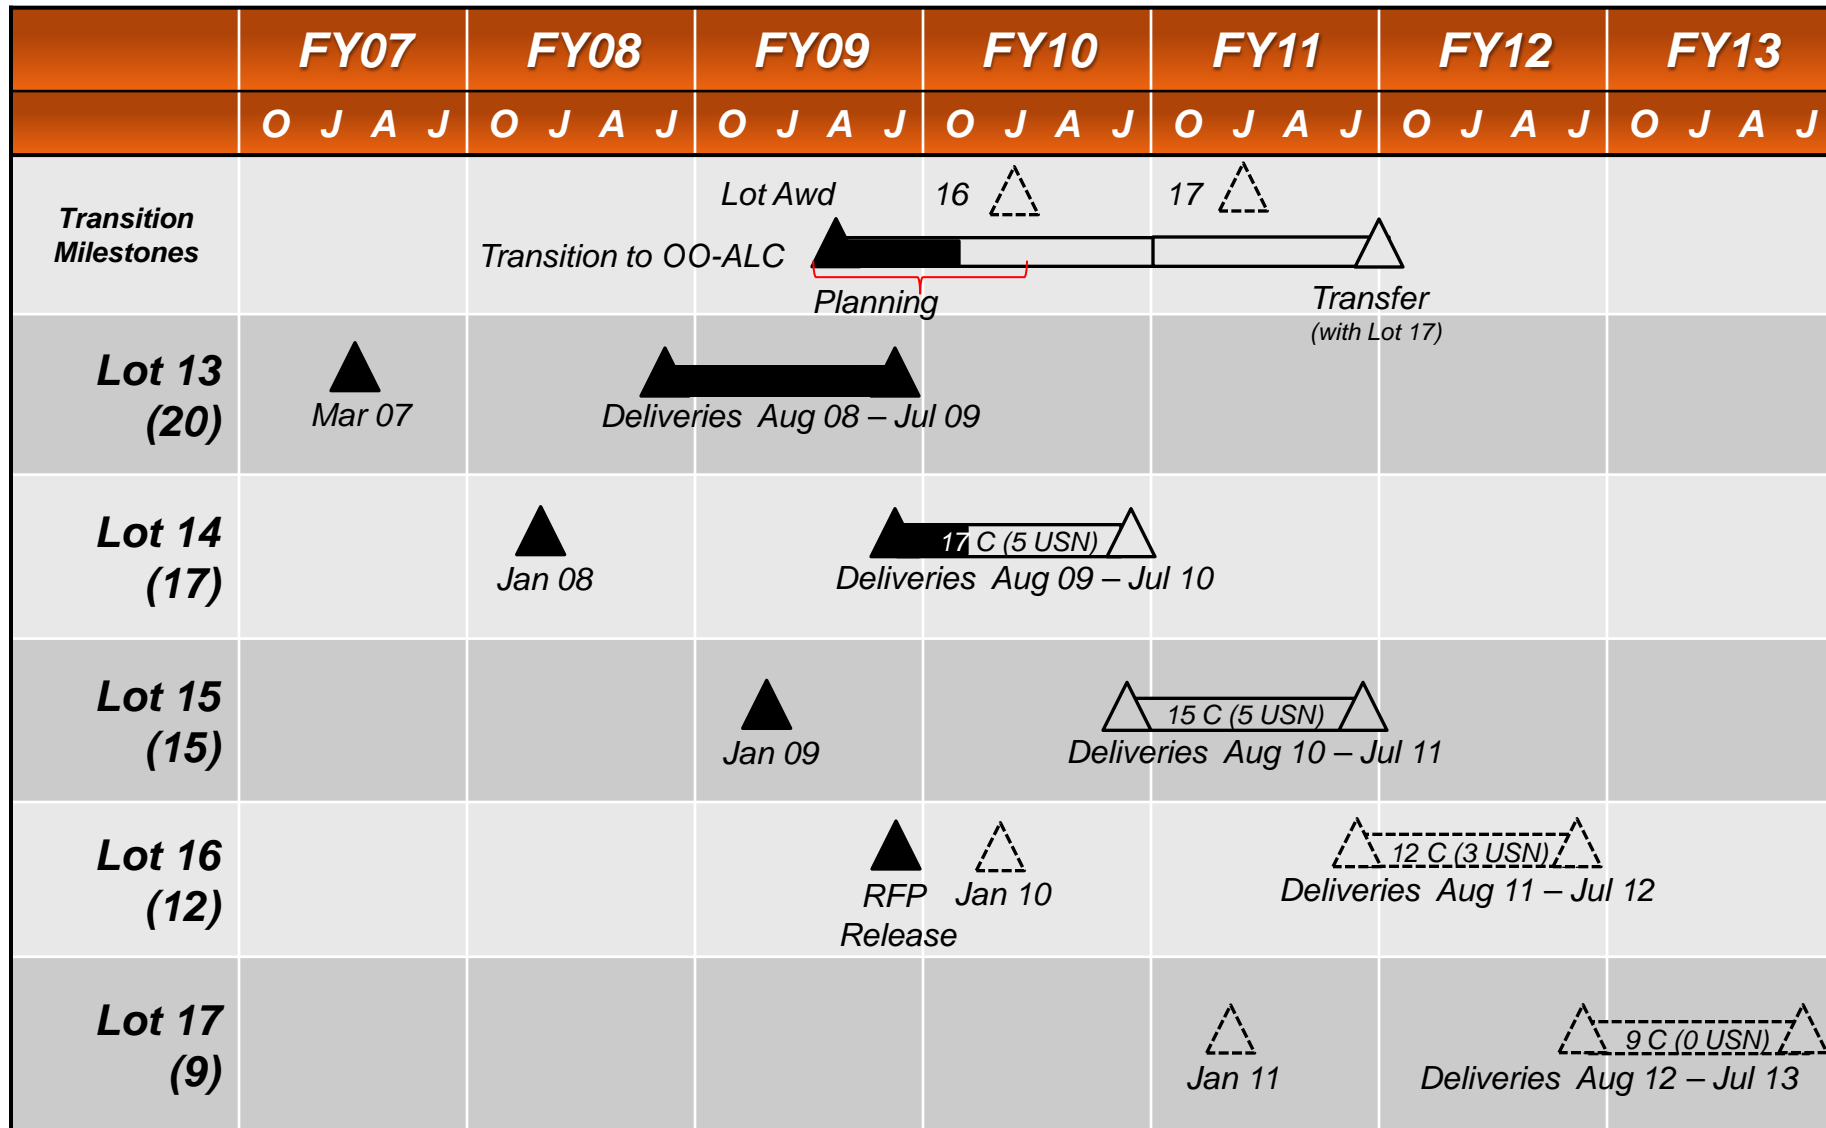 FY07 FY08 FY09 FY10 FY11 FY12 FY13
O J A J O J A J O J A J O J A J O J A J O J A J O J A J
Transition
Milestones
Lot Awd 16 17
Transition to OO-ALC
Planning
Transfer
(with Lot 17)
Lot 13
(20)
Mar 07
Deliveries Aug 08 – Jul 09
Lot 14
(17)
Jan 08
17 C (5 USN)
Deliveries Aug 09 – Jul 10
Lot 15
(15)
Jan 09
15 C (5 USN)
Deliveries Aug 10 – Jul 11
Lot 16
(12)
RFP
Release
Jan 10
12 C (3 USN)
Deliveries Aug 11 – Jul 12
Lot 17
(9)
Jan 11
9 C (0 USN)
Deliveries Aug 12 – Jul 13